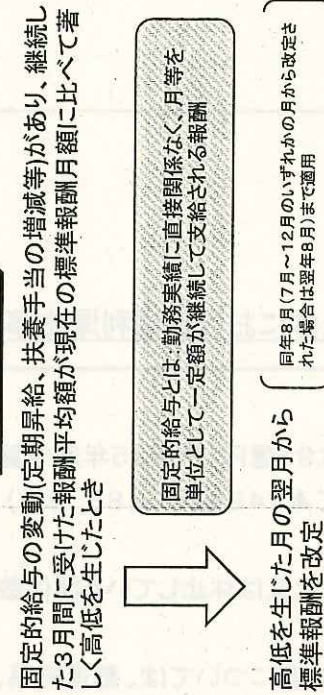 固定的給与の変動(定期昇給、扶養手当の増減等)があり、継続し
た3月間に受けた報酬平均額が現在の標準報酬月額に比べて著
しく高低を生じたとき
固定的給与とは:勤務実績に直接関係なく、月等を
単位として一定額が継続して支給される報酬
高低を生じた月の翌月から
標準報酬を改定
同年8月(7月～12月のいずれかの月から改定さ
れた場合は翌年8月)まで適用